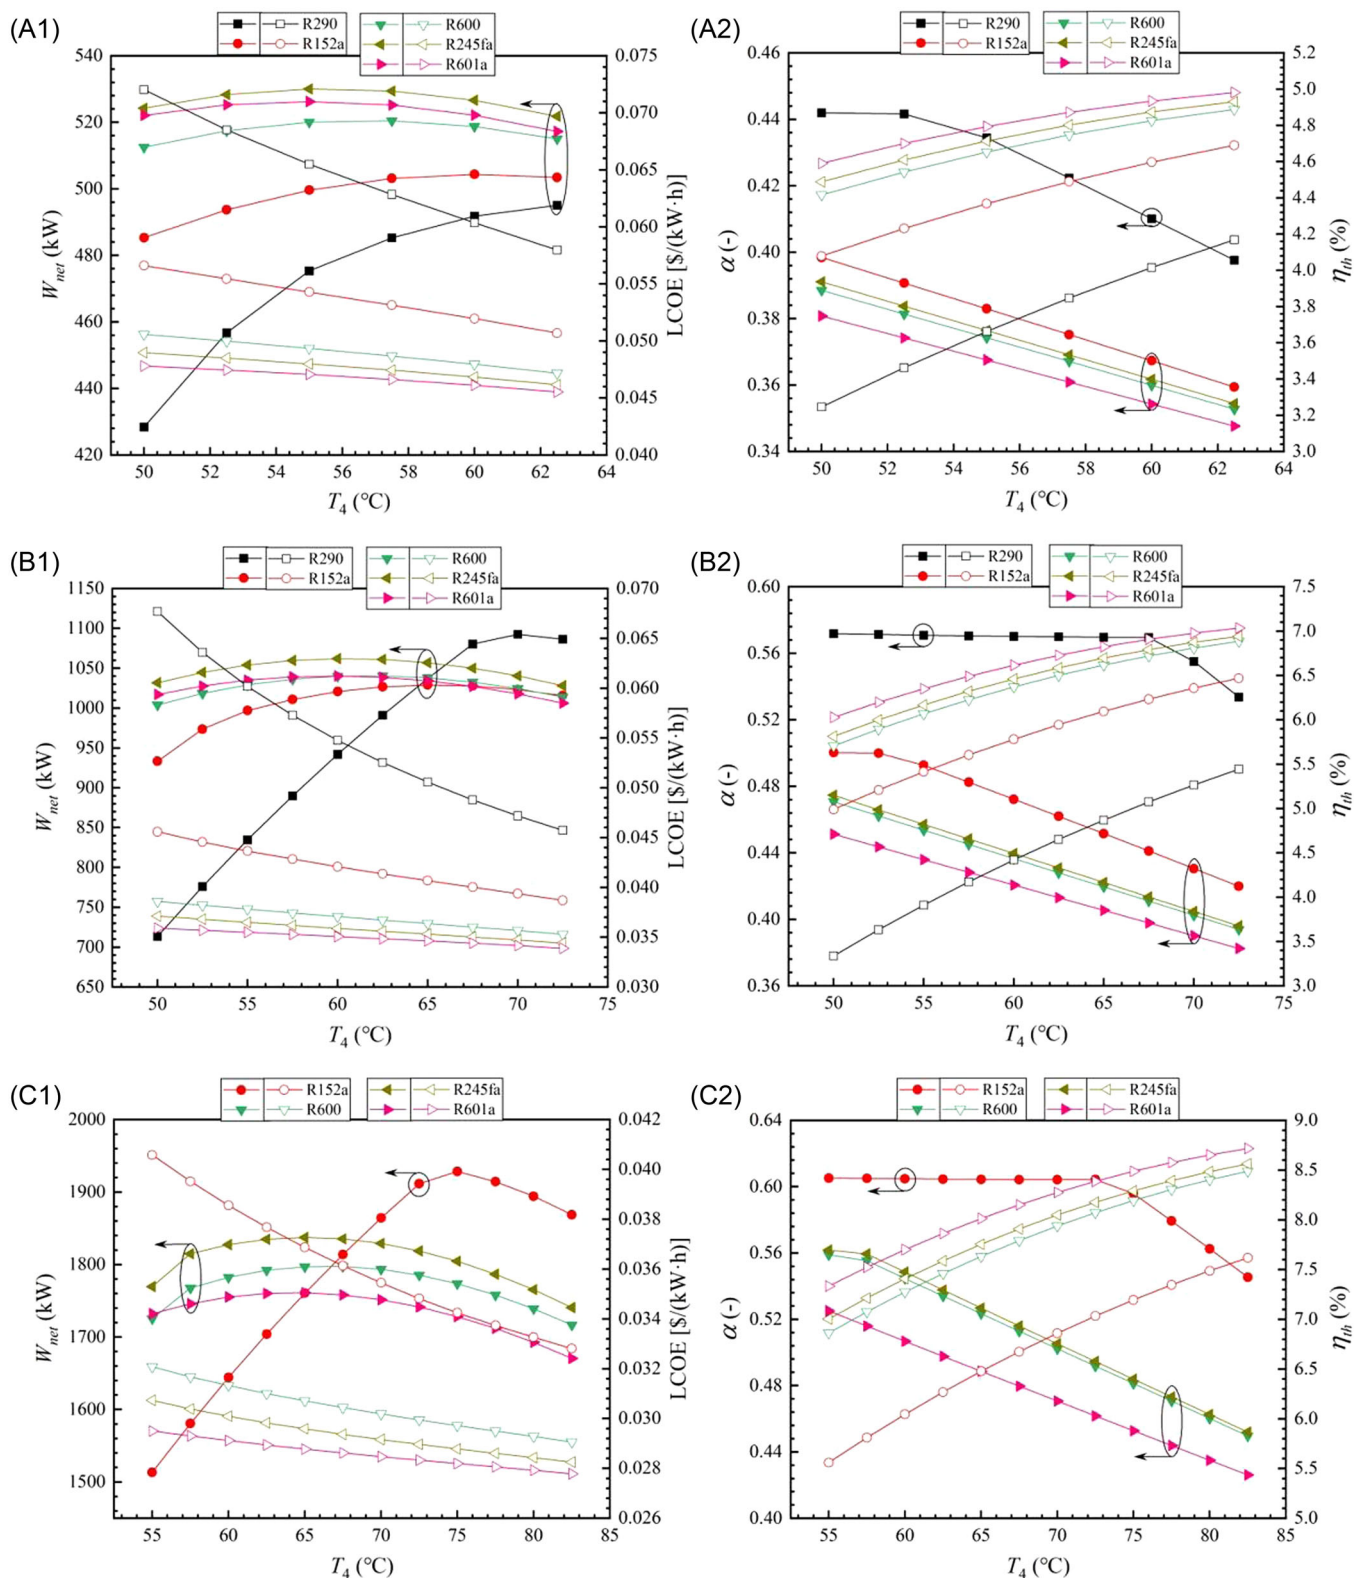 (A1)
R290
R152a
R600
R245fa
R601a
540
520
500
480
460
440
420
W_net (kW)
0.075
0.070
0.065
0.060
0.055
0.050
0.045
0.040
LCOE [$/(kW·h)]
50 52 54 56 58 60 62 64
T_4 (°C)
(A2)
R290
R152a
R600
R245fa
R601a
0.46
0.44
0.42
0.40
0.38
0.36
0.34
α (-)
5.2
5.0
4.8
4.6
4.4
4.2
4.0
3.8
3.6
3.4
3.2
3.0
η_th (%)
50 52 54 56 58 60 62 64
T_4 (°C)
(B1)
R290
R152a
R600
R245fa
R601a
1150
1100
1050
1000
950
900
850
800
750
700
650
W_net (kW)
0.070
0.065
0.060
0.055
0.050
0.045
0.040
0.035
0.030
LCOE [$/(kW·h)]
50 55 60 65 70 75
T_4 (°C)
(B2)
R290
R152a
R600
R245fa
R601a
0.60
0.56
0.52
0.48
0.44
0.40
0.36
α (-)
7.5
7.0
6.5
6.0
5.5
5.0
4.5
4.0
3.5
3.0
η_th (%)
50 55 60 65 70 75
T_4 (°C)
(C1)
R152a
R600
R245fa
R601a
2000
1900
1800
1700
1600
1500
W_net (kW)
0.042
0.040
0.038
0.036
0.034
0.032
0.030
0.028
0.026
LCOE [$/(kW·h)]
55 60 65 70 75 80 85
T_4 (°C)
(C2)
R152a
R600
R245fa
R601a
0.64
0.60
0.56
0.52
0.48
0.44
0.40
α (-)
9.0
8.5
8.0
7.5
7.0
6.5
6.0
5.5
5.0
η_th (%)
55 60 65 70 75 80 85
T_4 (°C)